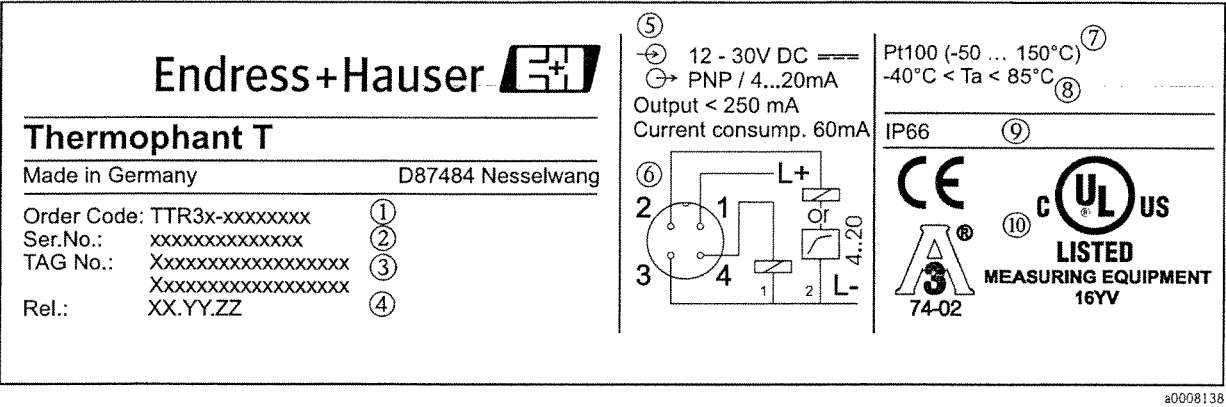 Endress+Hauser
Thermophant T
Made in Germany D87484 Nesselwang
Order Code: TTR3x-xxxxxxxx ①
Ser.No.: xxxxxxxxxxxxxx ②
TAG No.: Xxxxxxxxxxxxxxxxxx ③
Xxxxxxxxxxxxxxxxxx
Rel.: XX.YY.ZZ ④
⑤
12 - 30V DC
PNP / 4...20mA
Output < 250 mA
Current consump. 60mA
⑥
L+
2 1
or
4..20
3 4
1 2 L-
Pt100 (-50 ... 150°C) ⑦
-40°C < Ta < 85°C ⑧
IP66 ⑨
CE
C UL ® US
⑩
LISTED
MEASURING EQUIPMENT
16YV
A ®
3
74-02
a0008138